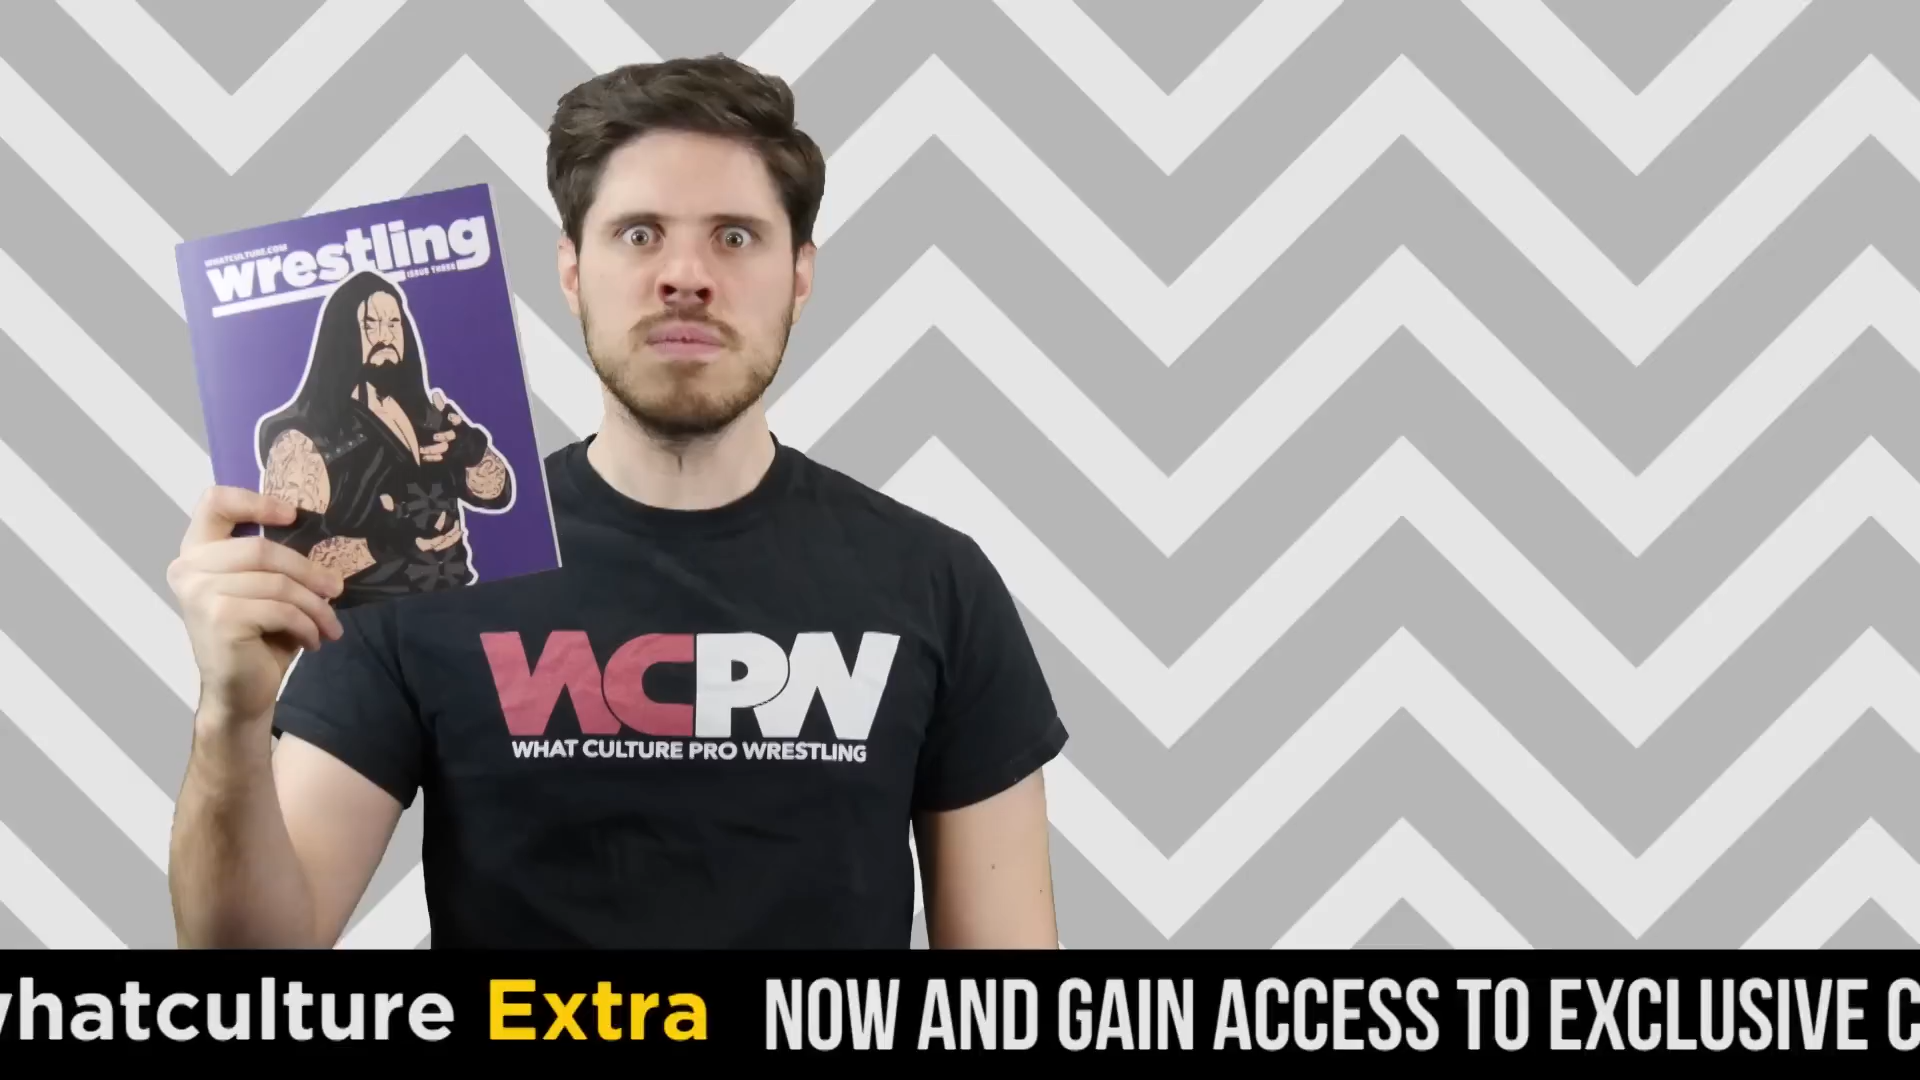 WHATCULTURE.COM
wrestling
ISSUE THREE
WCPW
WHAT CULTURE PRO WRESTLING
whatculture Extra NOW AND GAIN ACCESS TO EXCLUSIVE C